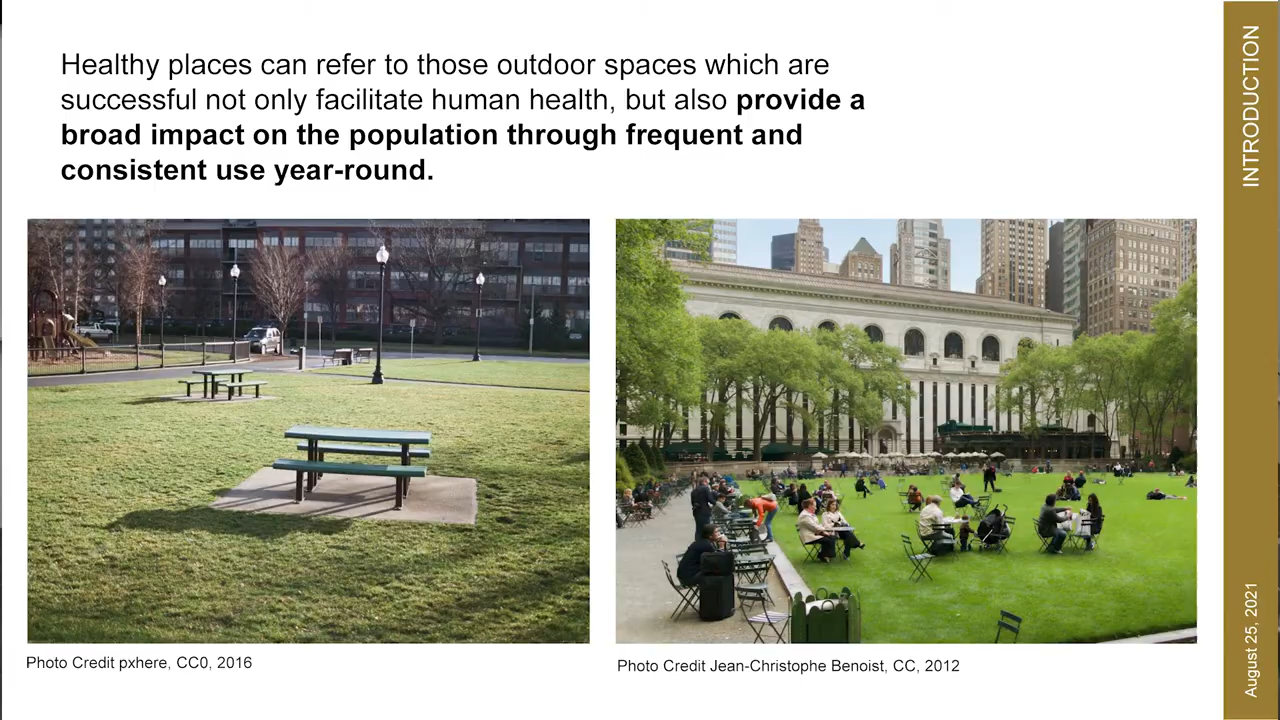 Healthy places can refer to those outdoor spaces which are
successful not only facilitate human health, but also provide a
broad impact on the population through frequent and
consistent use year-round.
Photo Credit pxhere, CC0, 2016
Photo Credit Jean-Christophe Benoist, CC, 2012
INTRODUCTION
August 25, 2021